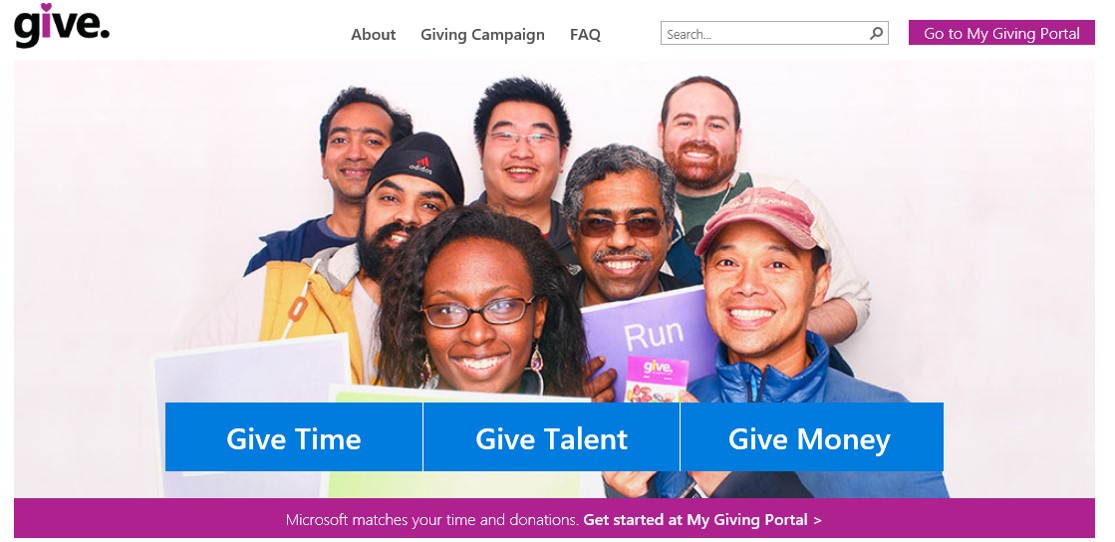 give.
About
Giving Campaign
FAQ
Search...
Go to My Giving Portal
adidas
Run
give.
Give Time
Give Talent
Give Money
Microsoft matches your time and donations. Get started at My Giving Portal >